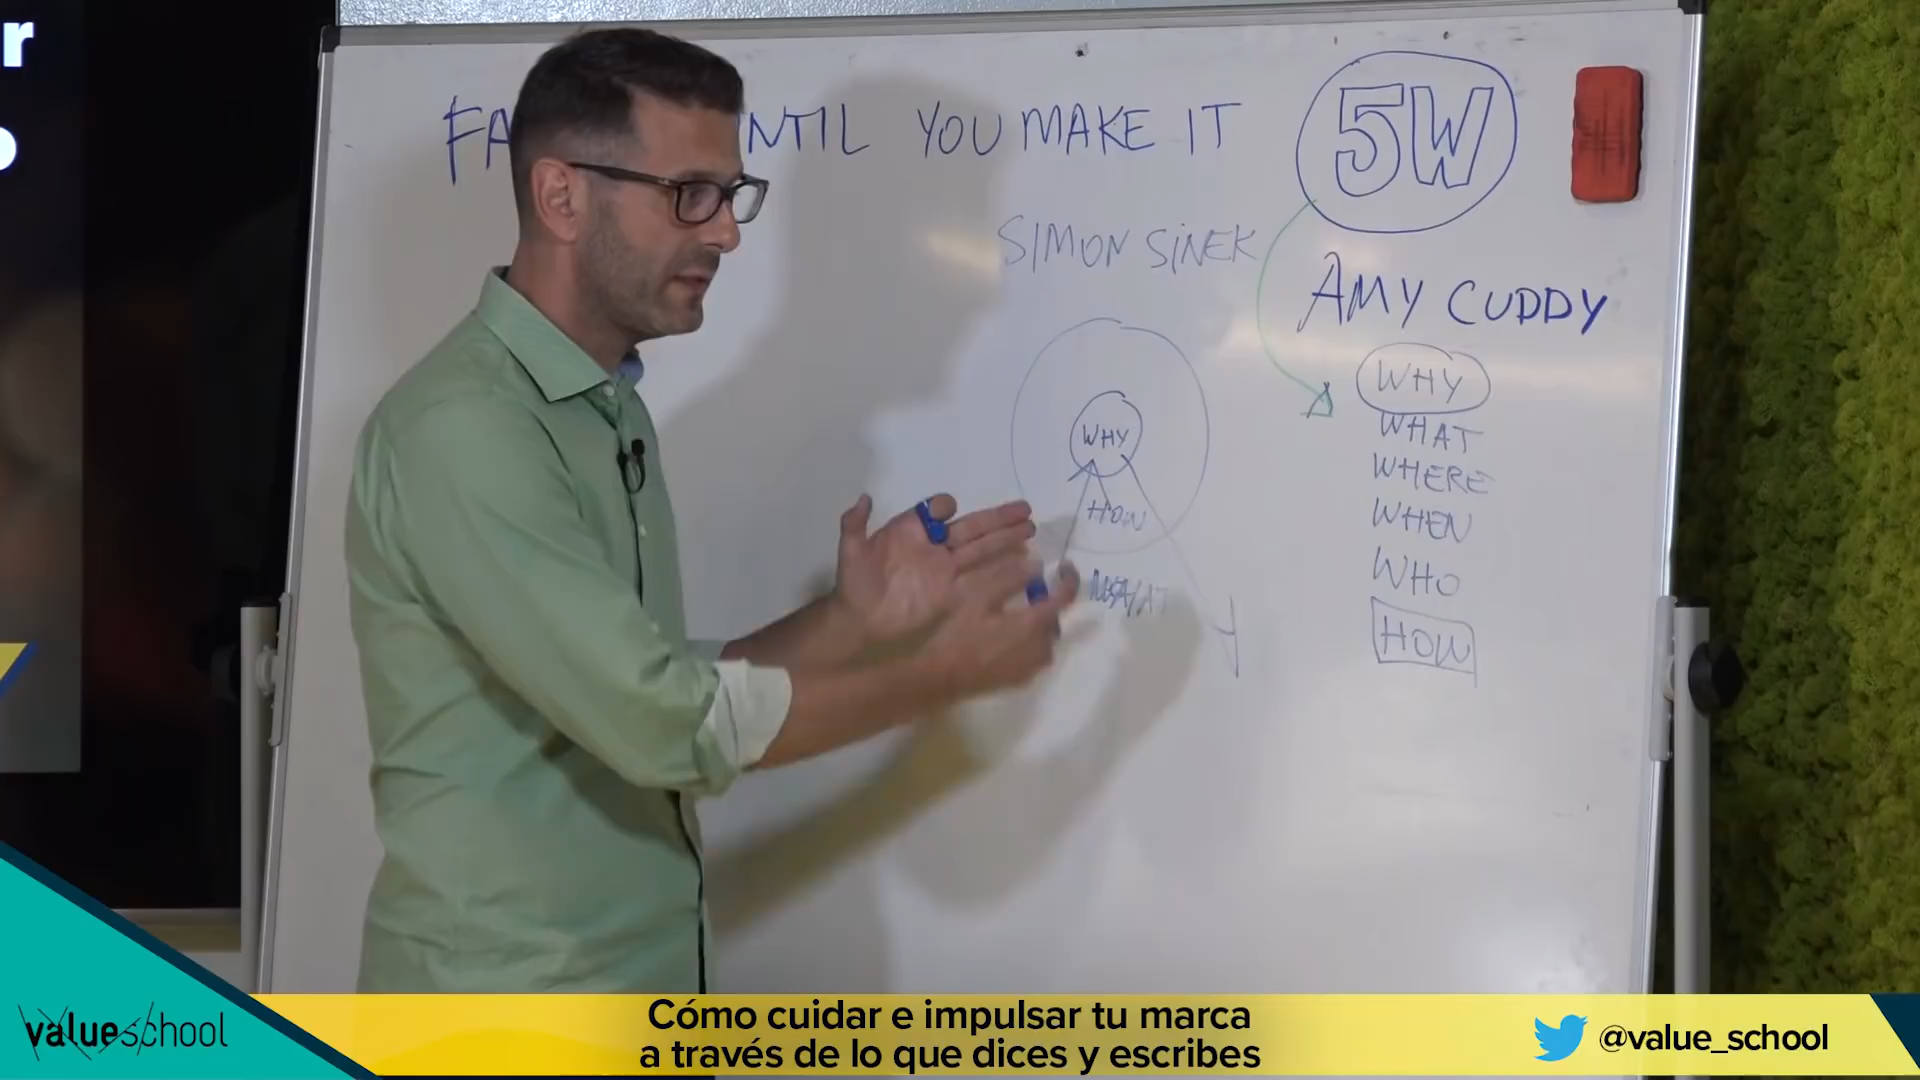 r
FA NTIL YOU MAKE IT
5W
SIMON SINEK
AMY CUDDY
WHY
WHAT
WHERE
WHEN
WHO
HOW
WHY
HOW
valueschool
Cómo cuidar e impulsar tu marca
a través de lo que dices y escribes
@value_school